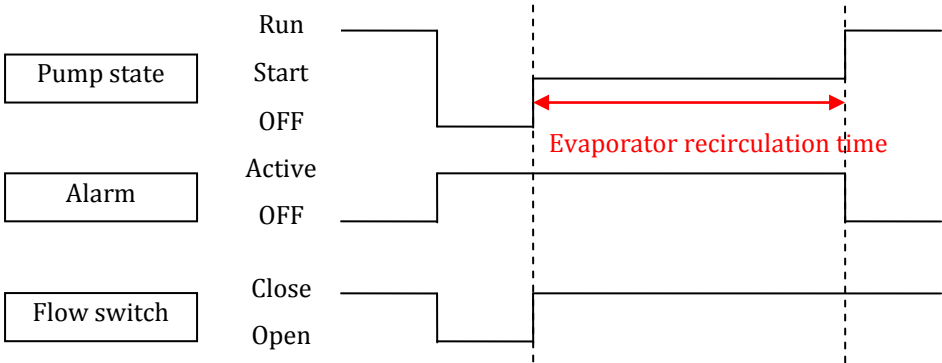 Run
Pump state
Start
OFF
Evaporator recirculation time
Active
Alarm
OFF
Close
Flow switch
Open